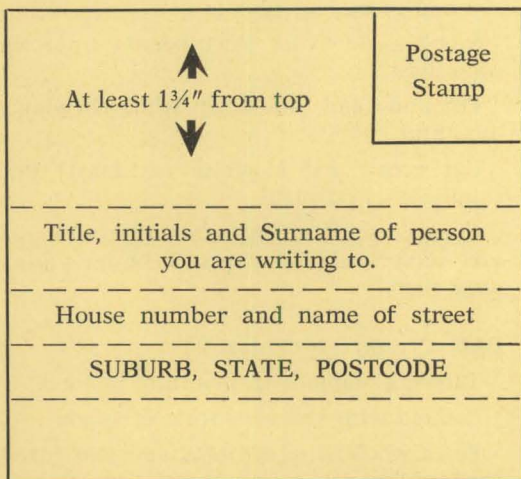 Postage
Stamp
At least 1¾" from top
Title, initials and Surname of person
you are writing to.
House number and name of street
SUBURB, STATE, POSTCODE